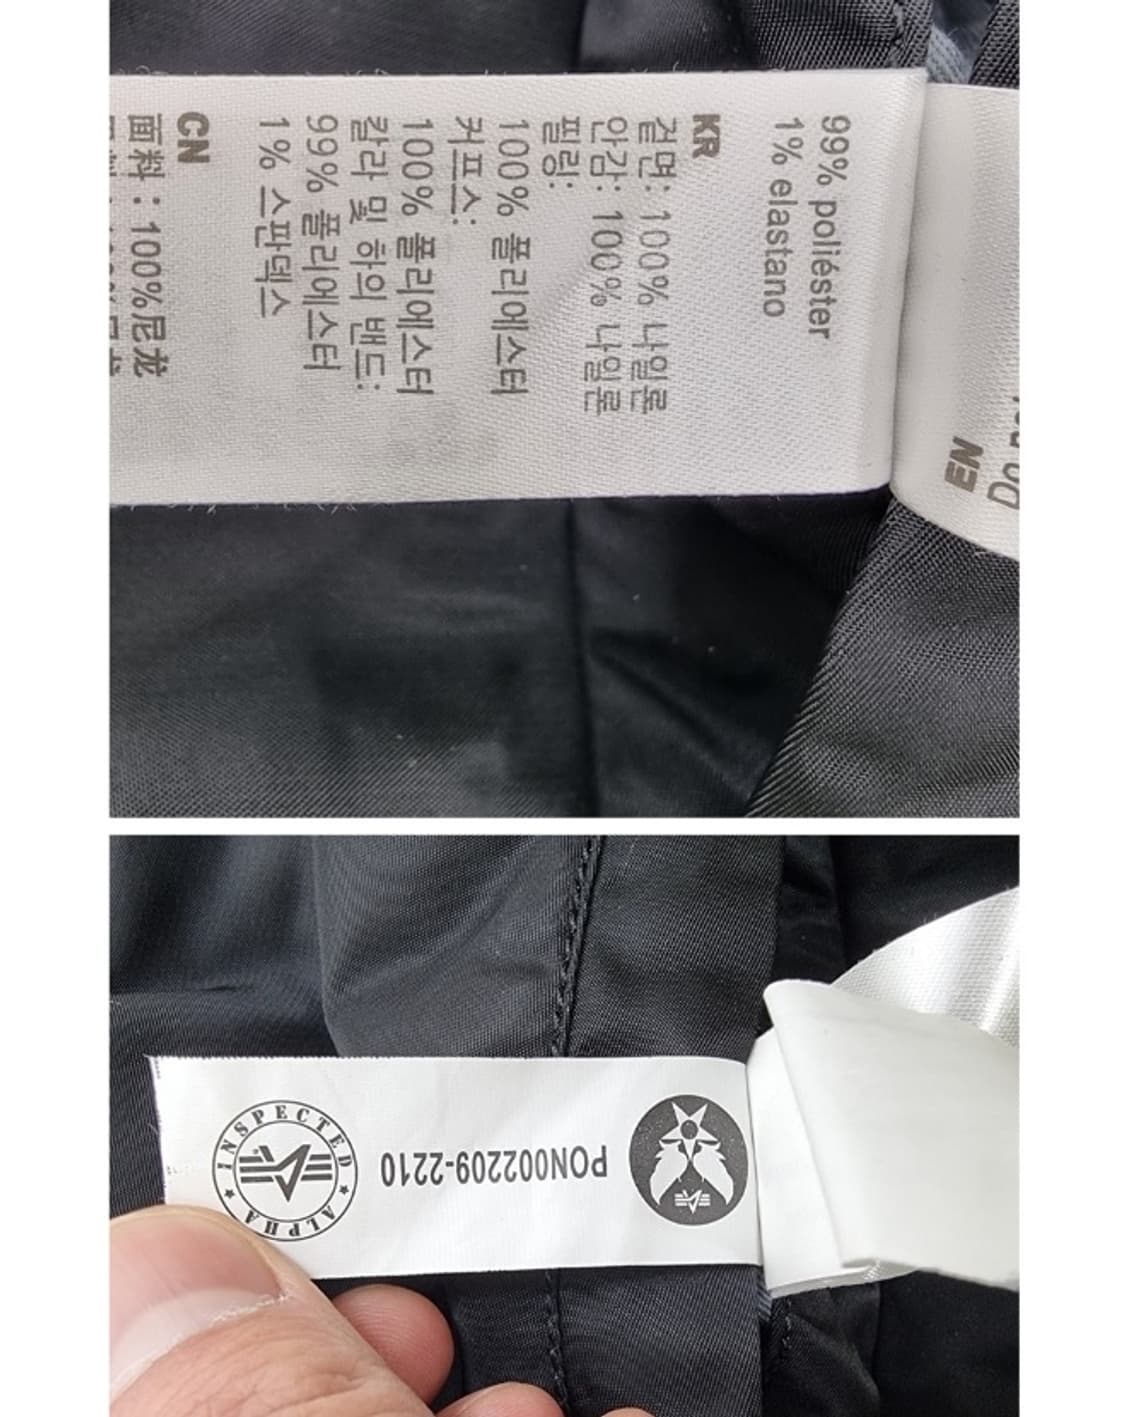 99% poliéster
1% elastano
KR
겉면: 100% 나일론
안감: 100% 나일론
필링:
100% 폴리에스터
커프스:
100% 폴리에스터
칼라 및 하의 밴드:
99% 폴리에스터
1% 스판덱스
CN
面料：100%尼龙
EN
Do
INSPECTED
ALPHA
PON002209-2210